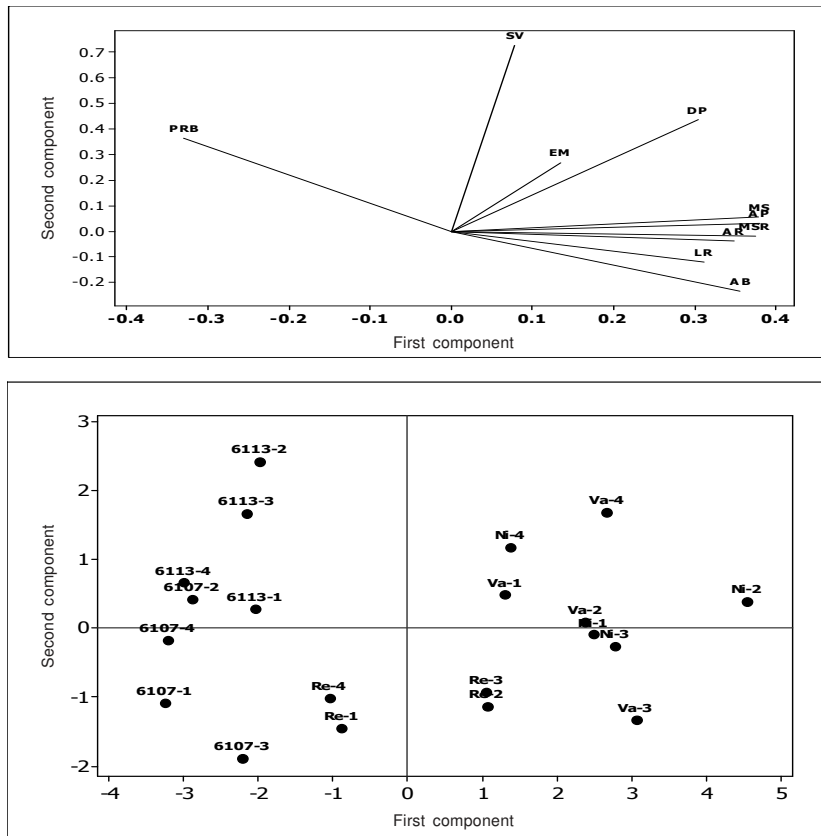 SV
0.7
0.6
0.5
0.4
0.3
0.2
0.1
0.0
-0.1
-0.2
Second component
PRB
DP
EM
MS
AP
MSR
AR
LR
AB
-0.4 -0.3 -0.2 -0.1 0.0 0.1 0.2 0.3 0.4
First component
3
2
1
0
-1
-2
Second component
6113-2
6113-3
Va-4
Ni-4
6113-4
6107-2
6113-1
Va-1
Ni-2
Va-2
Ni-1
Ni-3
6107-4
6107-1
Re-4
Re-1
Re-3
Re-2
Va-3
6107-3
-4 -3 -2 -1 0 1 2 3 4 5
First component